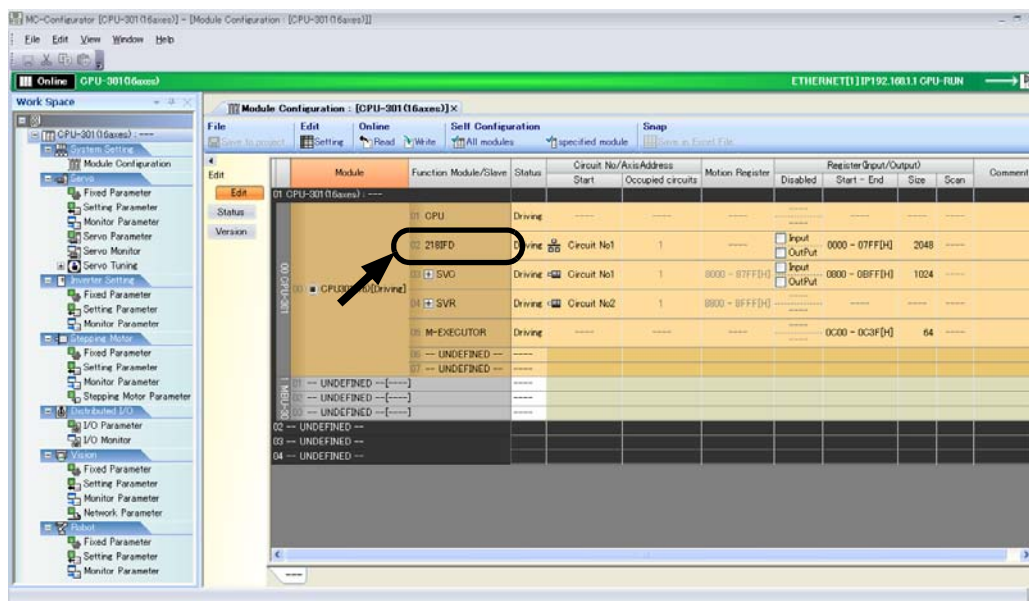 MC-Configurator [CPU-301(16axes)] - [Module Configuration : [CPU-301(16axes)]]
File Edit View Window Help
Online CPU-301(16axes) ETHERNET[1] IP192.168.1.1 CPU-RUN
Work Space
CPU-301(16axes) : ---
System Setting
Module Configuration
Servo
Fixed Parameter
Setting Parameter
Monitor Parameter
Servo Parameter
Servo Monitor
Servo Tuning
Inverter Setting
Fixed Parameter
Setting Parameter
Monitor Parameter
Stepping Motor
Fixed Parameter
Setting Parameter
Monitor Parameter
Stepping Motor Parameter
Distributed I/O
I/O Parameter
I/O Monitor
Vision
Fixed Parameter
Setting Parameter
Monitor Parameter
Network Parameter
Robot
Fixed Parameter
Setting Parameter
Monitor Parameter
Module Configuration : [CPU-301(16axes)]
File Edit Online Self Configuration Snap
Save to project Setting Read Write All modules specified module Save in Excel File
Edit
Edit
Status
Version
Module Function Module/Slave Status Circuit No/AxisAddress Motion Register Register(Input/Output) Comment
Start Occupied circuits Disabled Start - End Size Scan
01 CPU-301(16axes) : ---
00 CPU-301
01 CPU Driving ---- ---- ---- ---- ---- ---- ----
02 218IFD Driving Circuit No1 1 ---- Input OutPut 0000 - 07FF[H] 2048 ----
03 SVC Driving Circuit No1 1 8000 - 87FF[H] Input OutPut 0800 - 0BFF[H] 1024 ----
04 SVR Driving Circuit No2 1 8800 - 8FFF[H] ---- ---- ---- ----
M-EXECUTOR Driving ---- ---- ---- ---- 0C00 - 0C3F[H] 64 ----
06 -- UNDEFINED -- ----
07 -- UNDEFINED -- ----
01 -- UNDEFINED --[----] ----
02 -- UNDEFINED --[----] ----
03 -- UNDEFINED --[----] ----
02 -- UNDEFINED --
03 -- UNDEFINED --
04 -- UNDEFINED --